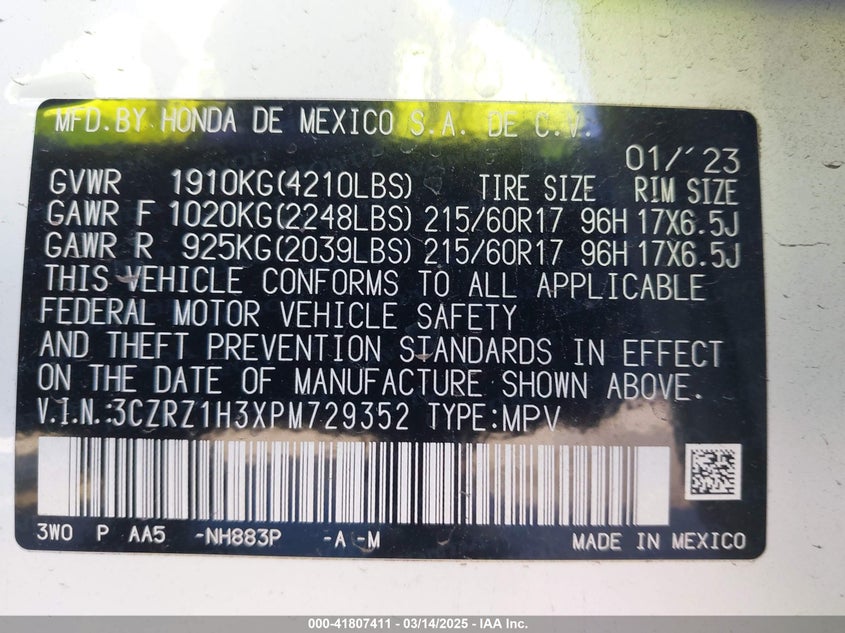 MFD.BY HONDA DE MEXICO S.A. DE C.V.
01/'23
GVWR 1910KG(4210LBS) TIRE SIZE RIM SIZE
GAWR F 1020KG(2248LBS) 215/60R17 96H 17X6.5J
GAWR R 925KG(2039LBS) 215/60R17 96H 17X6.5J
THIS VEHICLE CONFORMS TO ALL APPLICABLE
FEDERAL MOTOR VEHICLE SAFETY
AND THEFT PREVENTION STANDARDS IN EFFECT
ON THE DATE OF MANUFACTURE SHOWN ABOVE.
V.I.N.:3CZRZ1H3XPM729352 TYPE:MPV
3W0 P AA5 -NH883P -A -M MADE IN MEXICO
000-41807411 - 03/14/2025 - IAA Inc.